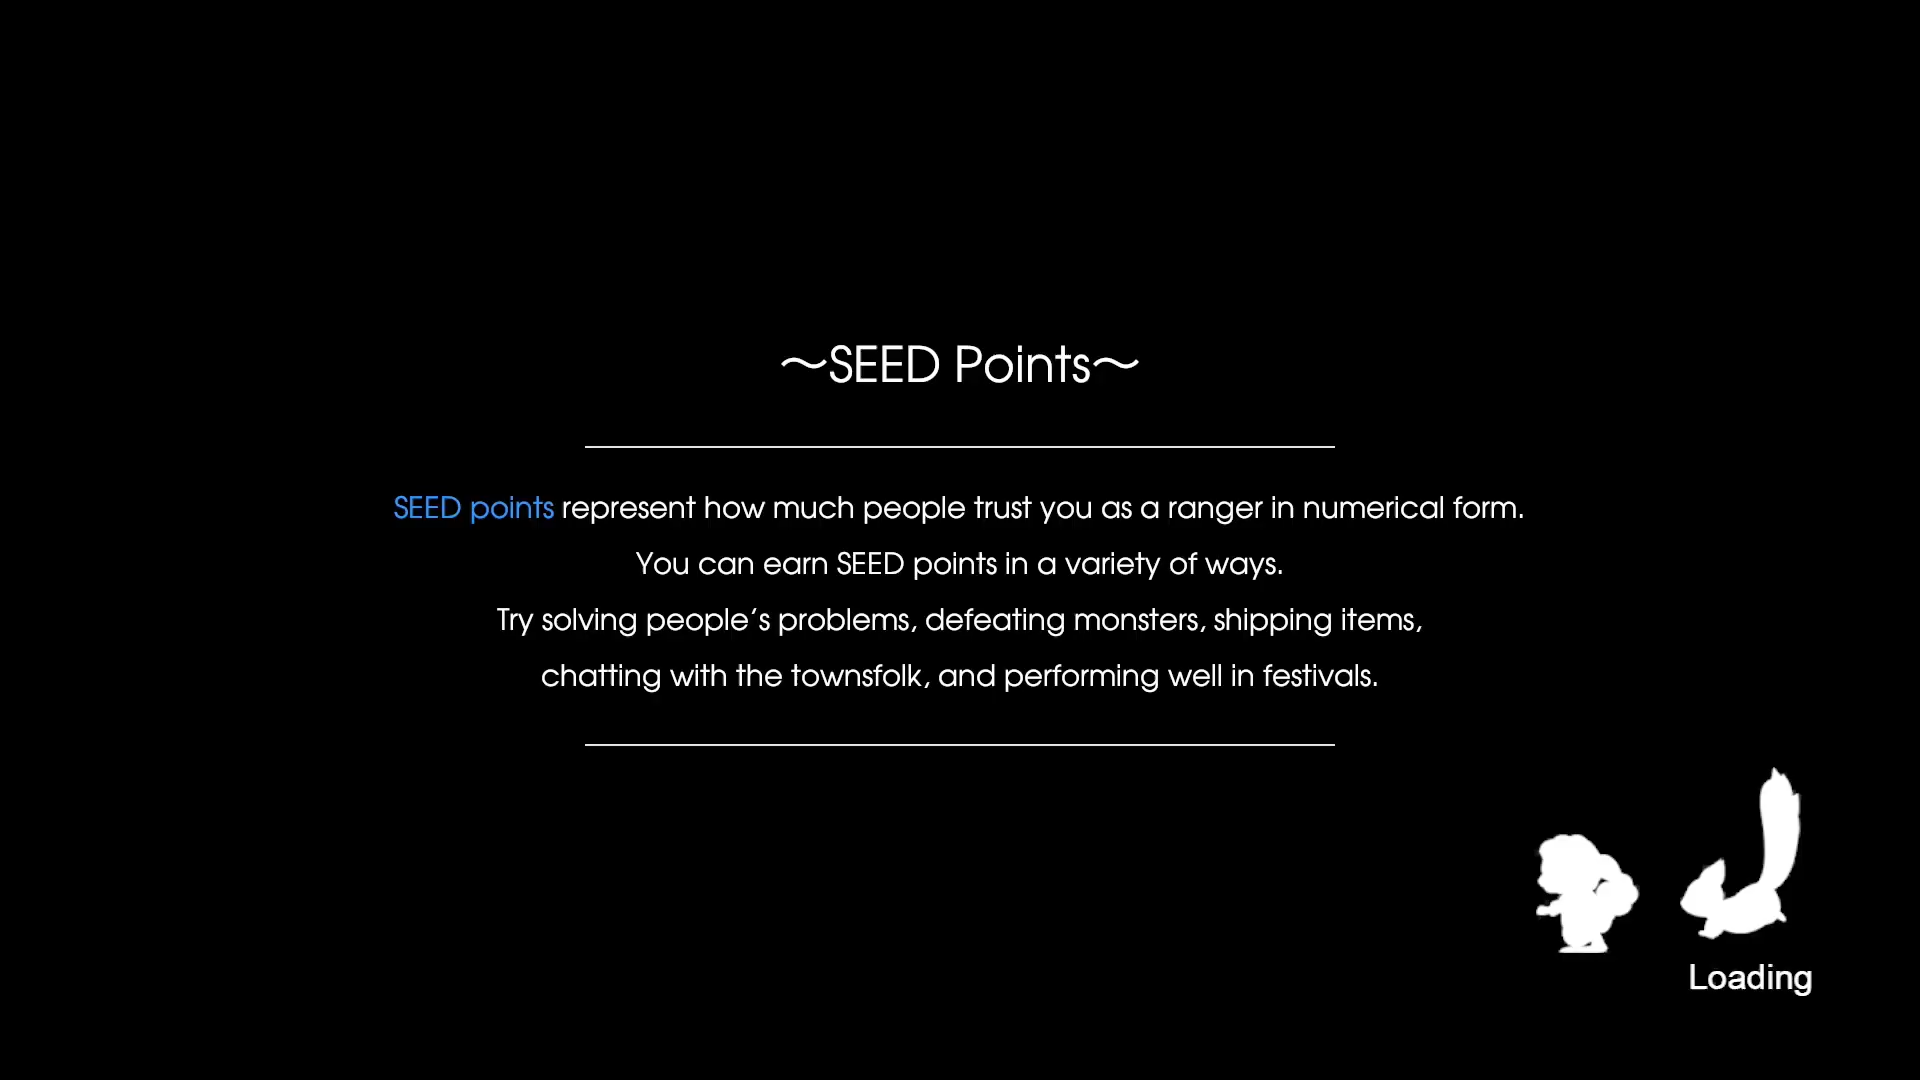 ～SEED Points～
SEED points represent how much people trust you as a ranger in numerical form.
You can earn SEED points in a variety of ways.
Try solving people’s problems, defeating monsters, shipping items,
chatting with the townsfolk, and performing well in festivals.
Loading